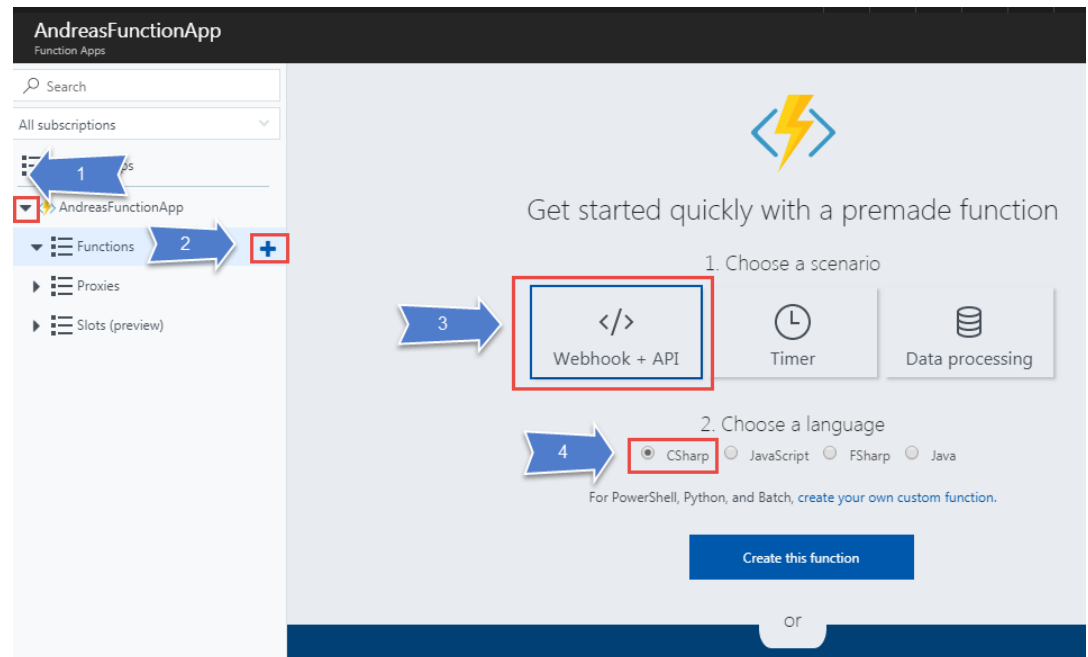 AndreasFunctionApp
Function Apps
Search
All subscriptions
1
AndreasFunctionApp
Functions
2
Proxies
Slots (preview)
Get started quickly with a premade function
1. Choose a scenario
3
</>
Webhook + API
Timer
Data processing
2. Choose a language
4
CSharp JavaScript FSharp Java
For PowerShell, Python, and Batch, create your own custom function.
Create this function
or